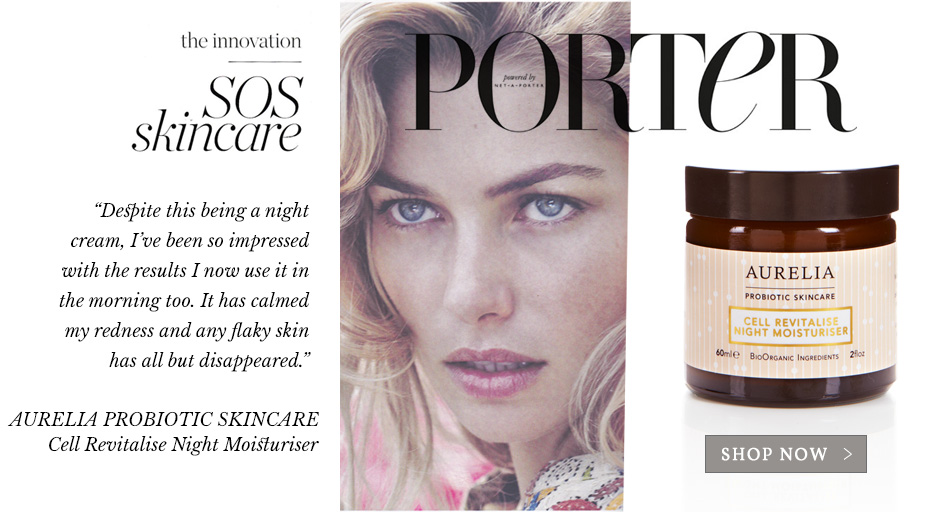 the innovation
SOS
skincare
“Despite this being a night
cream, I’ve been so impressed
with the results I now use it in
the morning too. It has calmed
my redness and any flaky skin
has all but disappeared.”
AURELIA PROBIOTIC SKINCARE
Cell Revitalise Night Moisturiser
PORTER
powered by
NET-A-PORTER
AURELIA
PROBIOTIC SKINCARE
CELL REVITALISE
NIGHT MOISTURISER
60ml e BIOORGANIC INGREDIENTS 2floz
SHOP NOW >